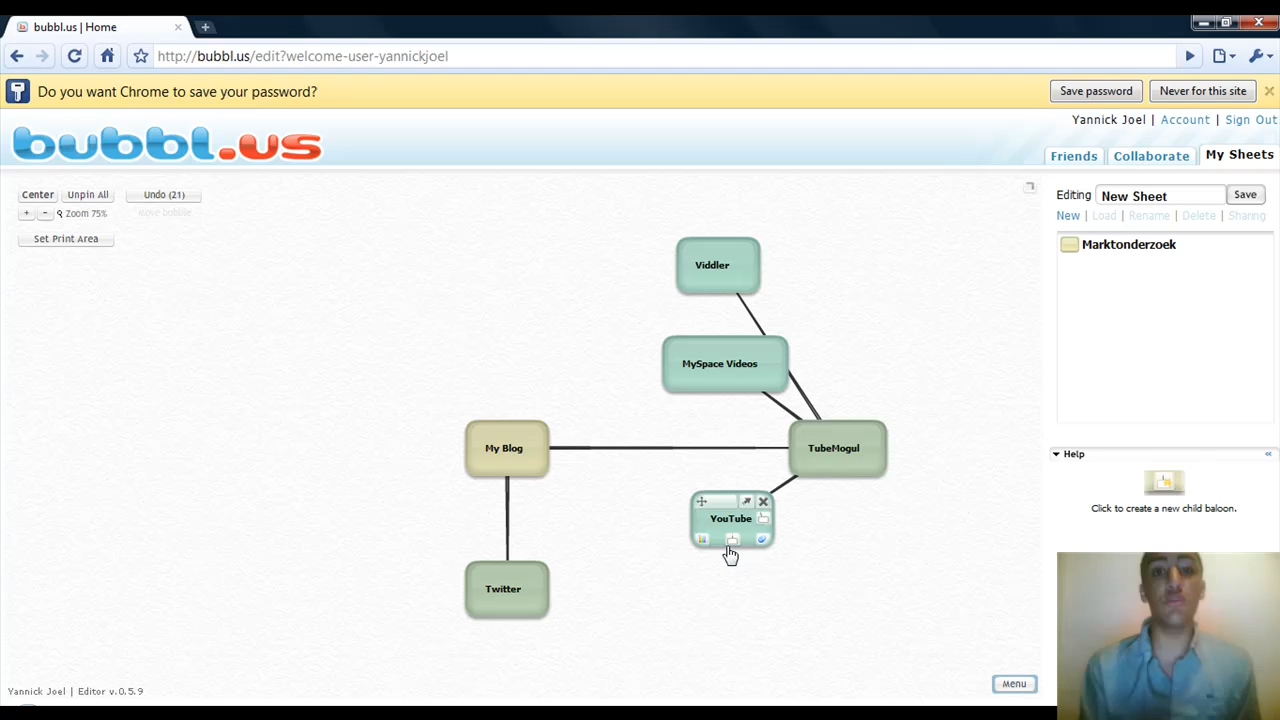 bubbl.us | Home
http://bubbl.us/edit?welcome-user-yannickjoel
Do you want Chrome to save your password?
Save password
Never for this site
bubbl.us
Yannick Joel | Account | Sign Out
Friends
Collaborate
My Sheets
Center
Unpin All
Undo (21)
+ - Zoom 75%
Set Print Area
Editing
New Sheet
Save
New | Load | Rename | Delete | Sharing
Marktonderzoek
Viddler
MySpace Videos
My Blog
TubeMogul
YouTube
Twitter
Help
Click to create a new child baloon.
Menu
Yannick Joel | Editor v.0.5.9